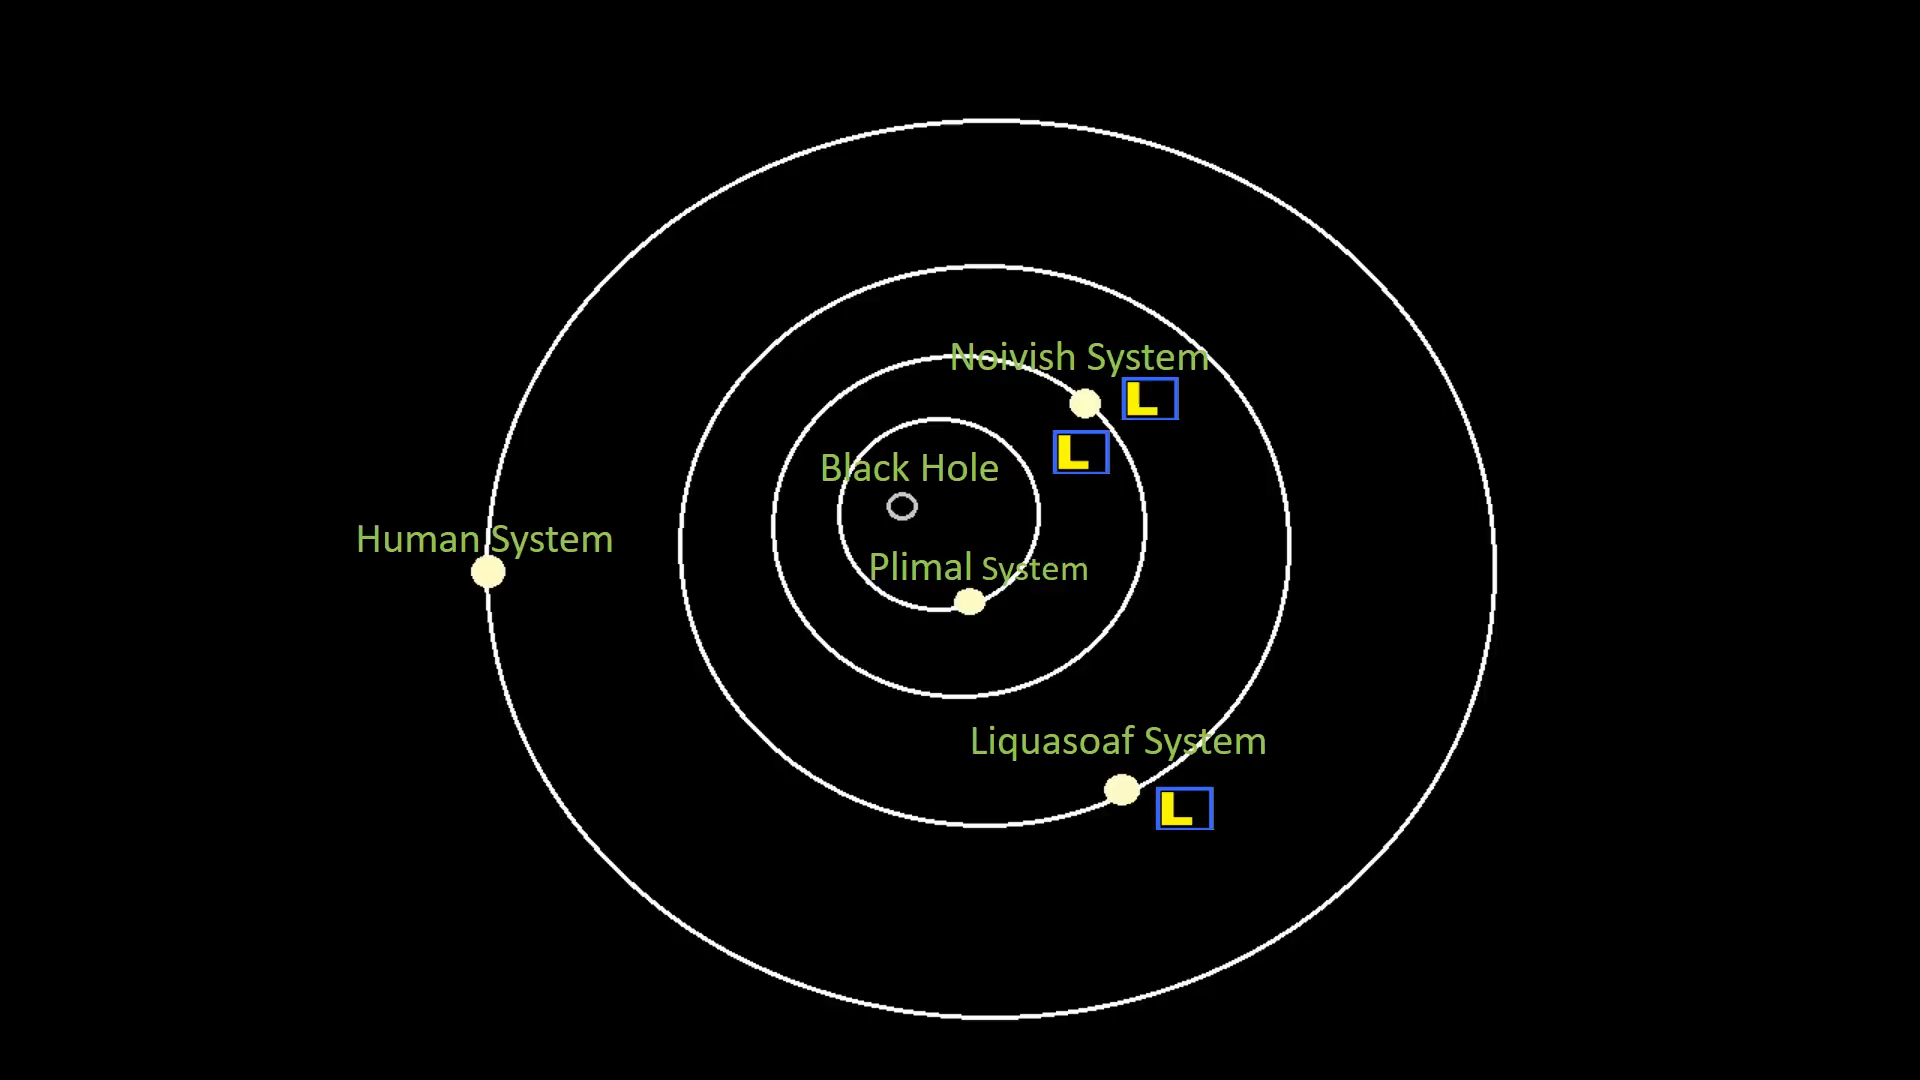 Noivish System
L
L
Black Hole
Human System
Plimal System
Liquasoaf System
L